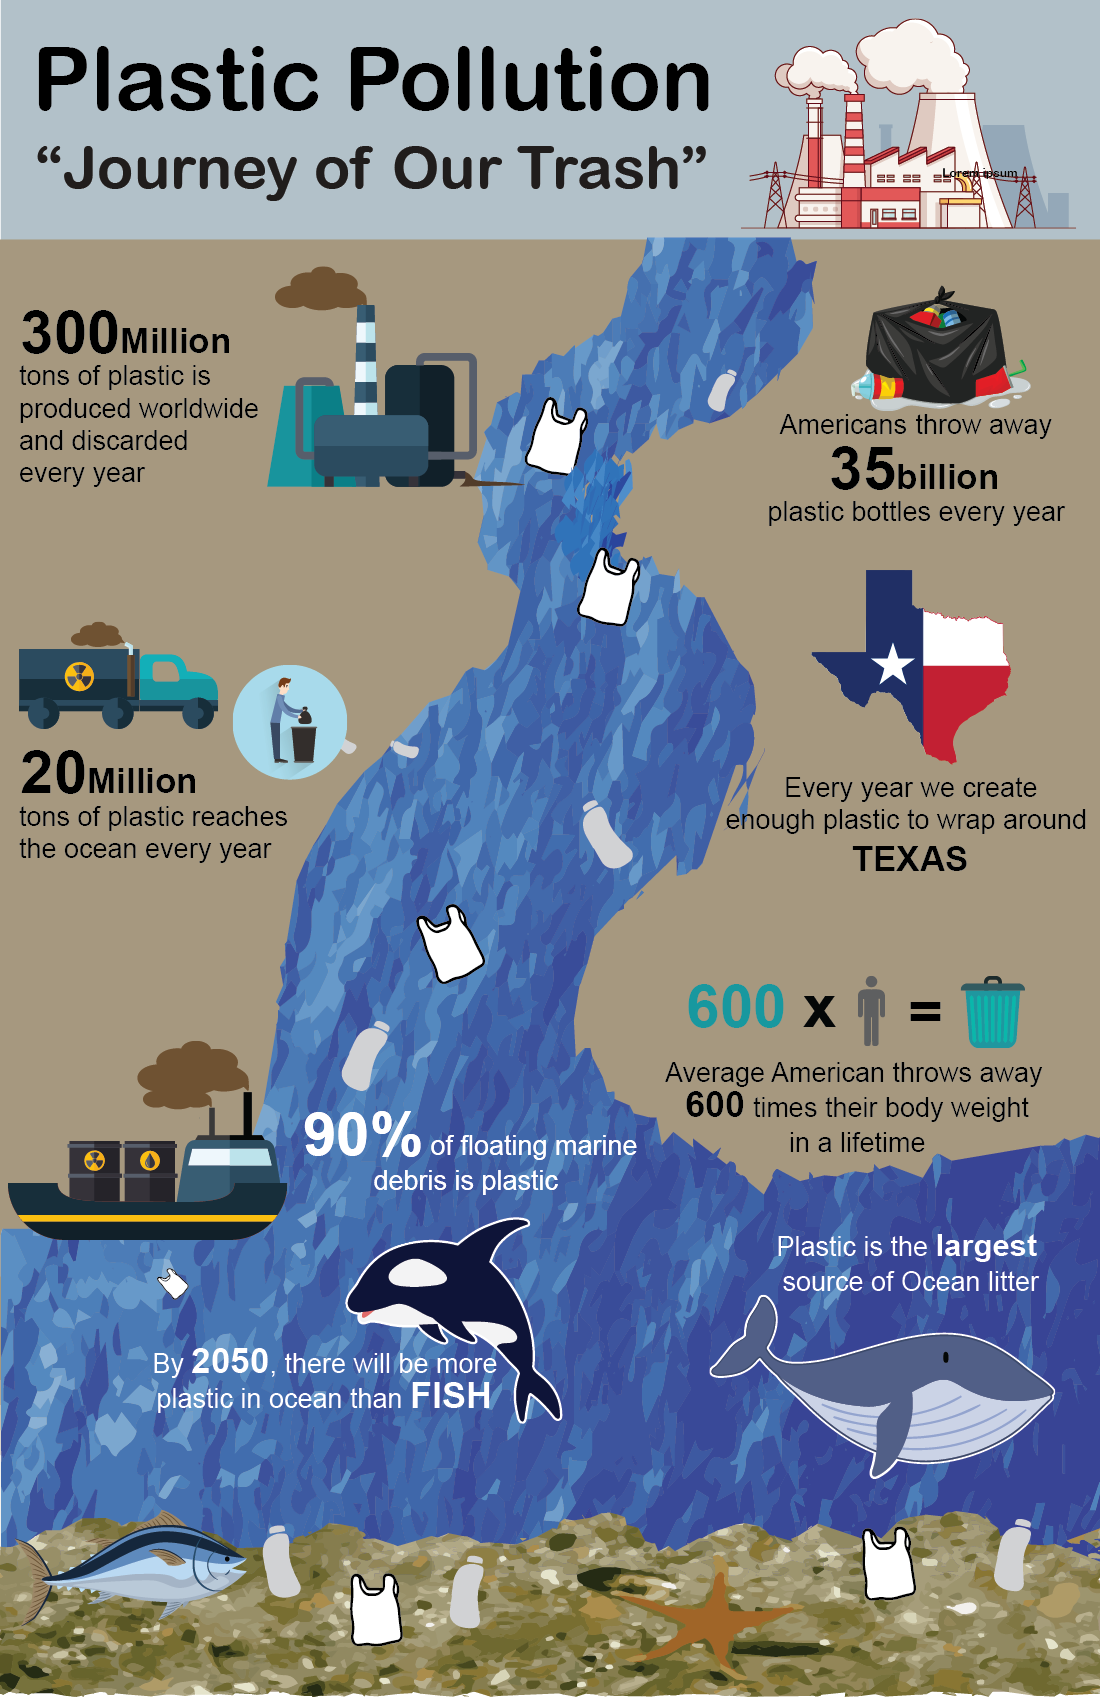 Plastic Pollution
“Journey of Our Trash”
Lorem ipsum
300Million
tons of plastic is
produced worldwide
and discarded
every year
Americans throw away
35billion
plastic bottles every year
20Million
tons of plastic reaches
the ocean every year
Every year we create
enough plastic to wrap around
TEXAS
600 x =
Average American throws away
600 times their body weight
in a lifetime
90% of floating marine
debris is plastic
Plastic is the largest
source of Ocean litter
By 2050, there will be more
plastic in ocean than FISH